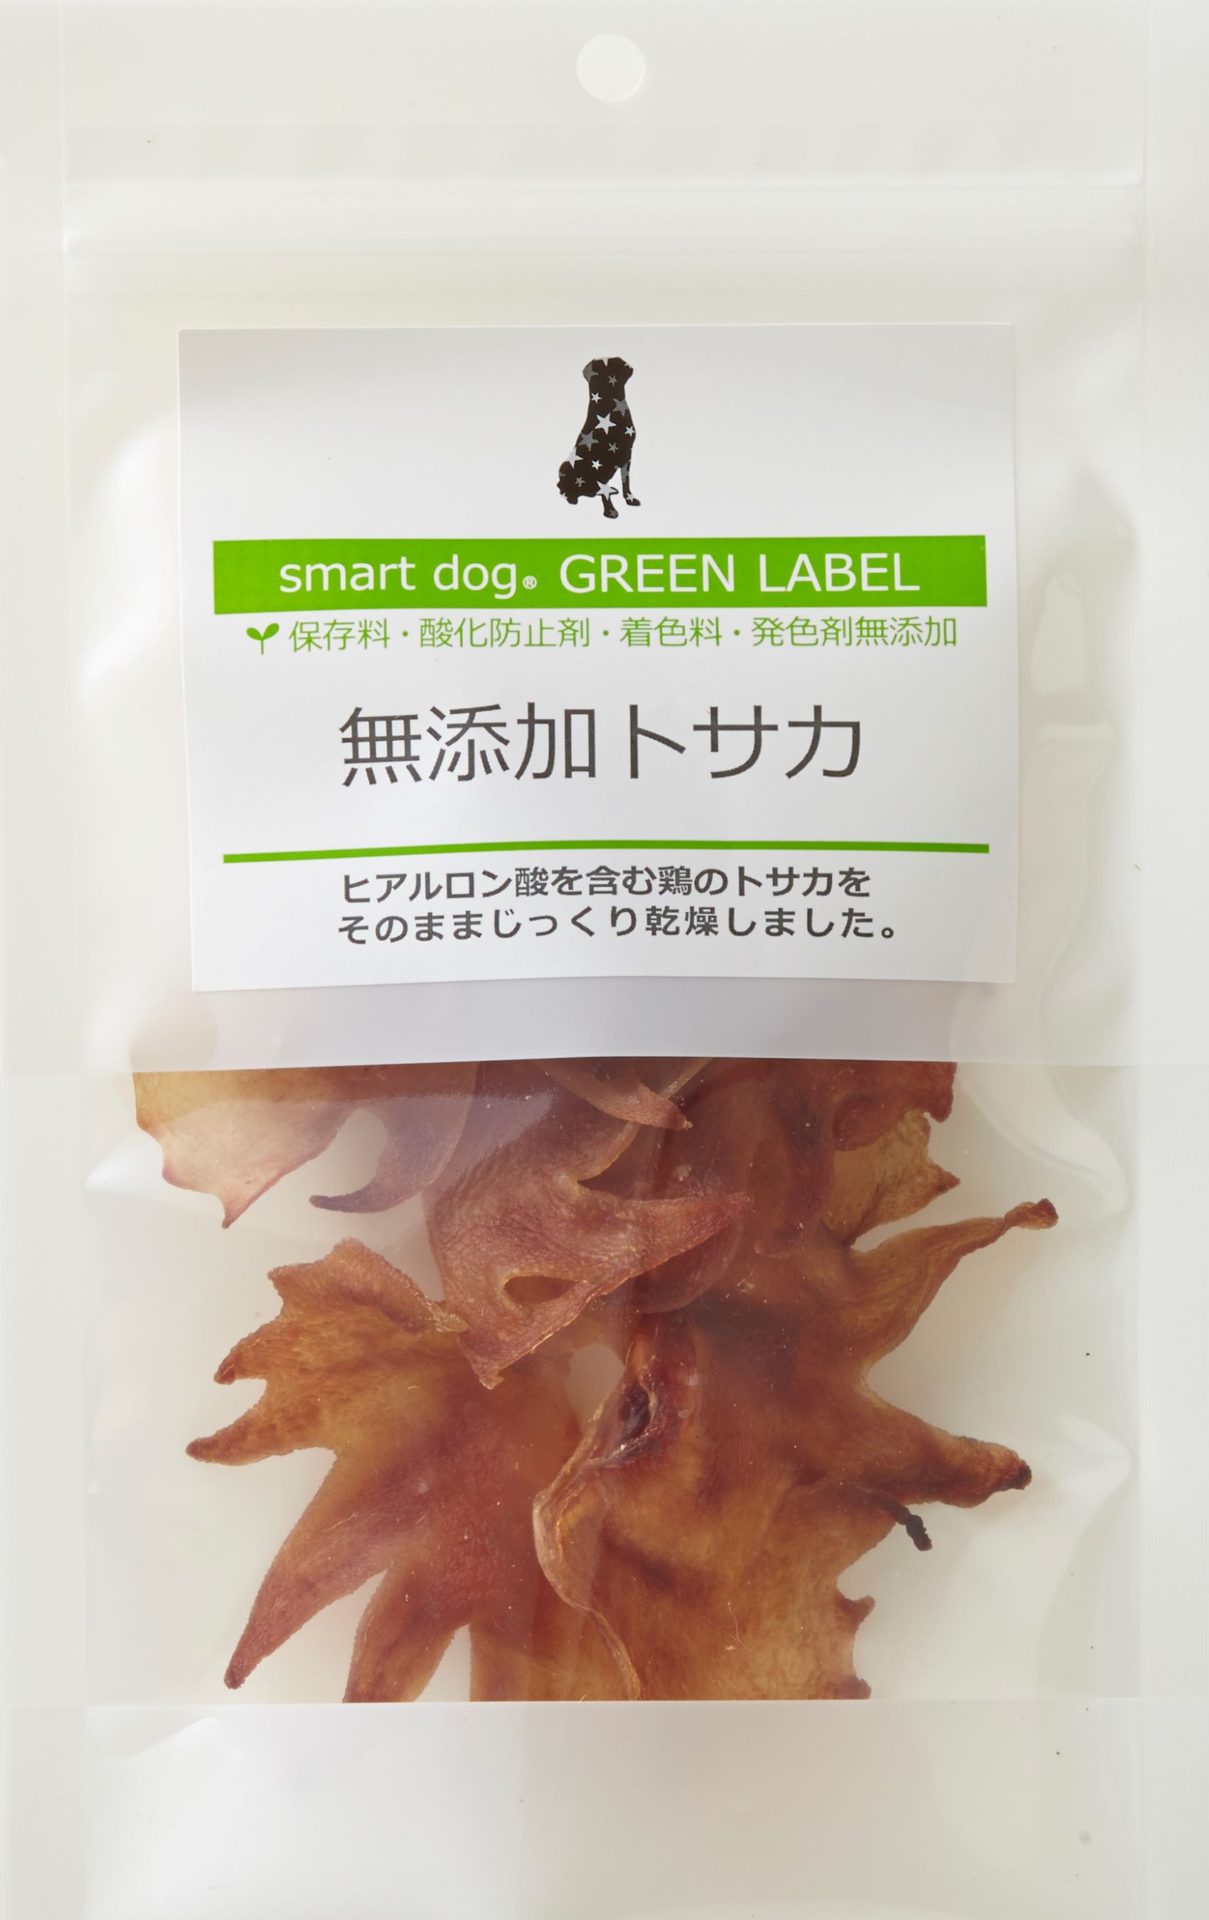 smart dog® GREEN LABEL
保存料・酸化防止剤・着色料・発色剤無添加
無添加トサカ
ヒアルロン酸を含む鶏のトサカを
そのままじっくり乾燥しました。